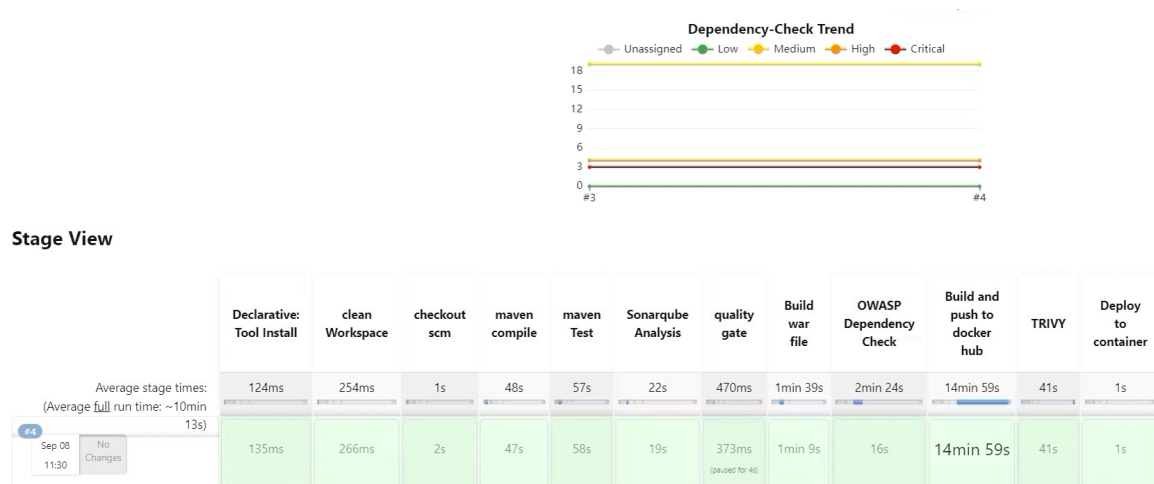 Dependency-Check Trend
Unassigned Low Medium High Critical
18
15
12
9
6
3
0
#3 #4
Stage View
Declarative:
Tool Install
clean
Workspace
checkout
scm
maven
compile
maven
Test
Sonarqube
Analysis
quality
gate
Build
war
file
OWASP
Dependency
Check
Build and
push to
docker
hub
TRIVY
Deploy
to
container
Average stage times:
(Average full run time: ~10min
13s)
124ms 254ms 1s 48s 57s 22s 470ms 1min 39s 2min 24s 14min 59s 41s 1s
#4
Sep 08
11:30
No
Changes
135ms 266ms 2s 47s 58s 19s 373ms 1min 9s 16s 14min 59s 41s 1s
(paused for 4s)